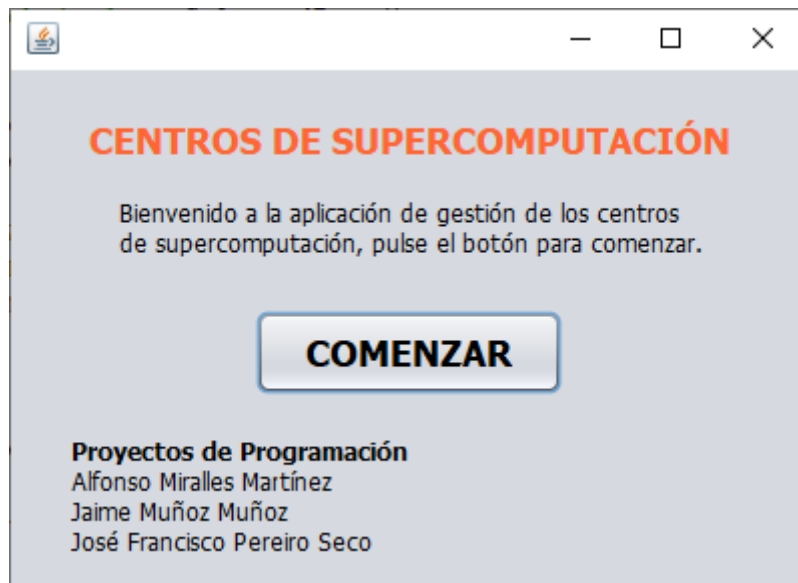 CENTROS DE SUPERCOMPUTACIÓN
Bienvenido a la aplicación de gestión de los centros
de supercomputación, pulse el botón para comenzar.
COMENZAR
Proyectos de Programación
Alfonso Miralles Martínez
Jaime Muñoz Muñoz
José Francisco Pereiro Seco